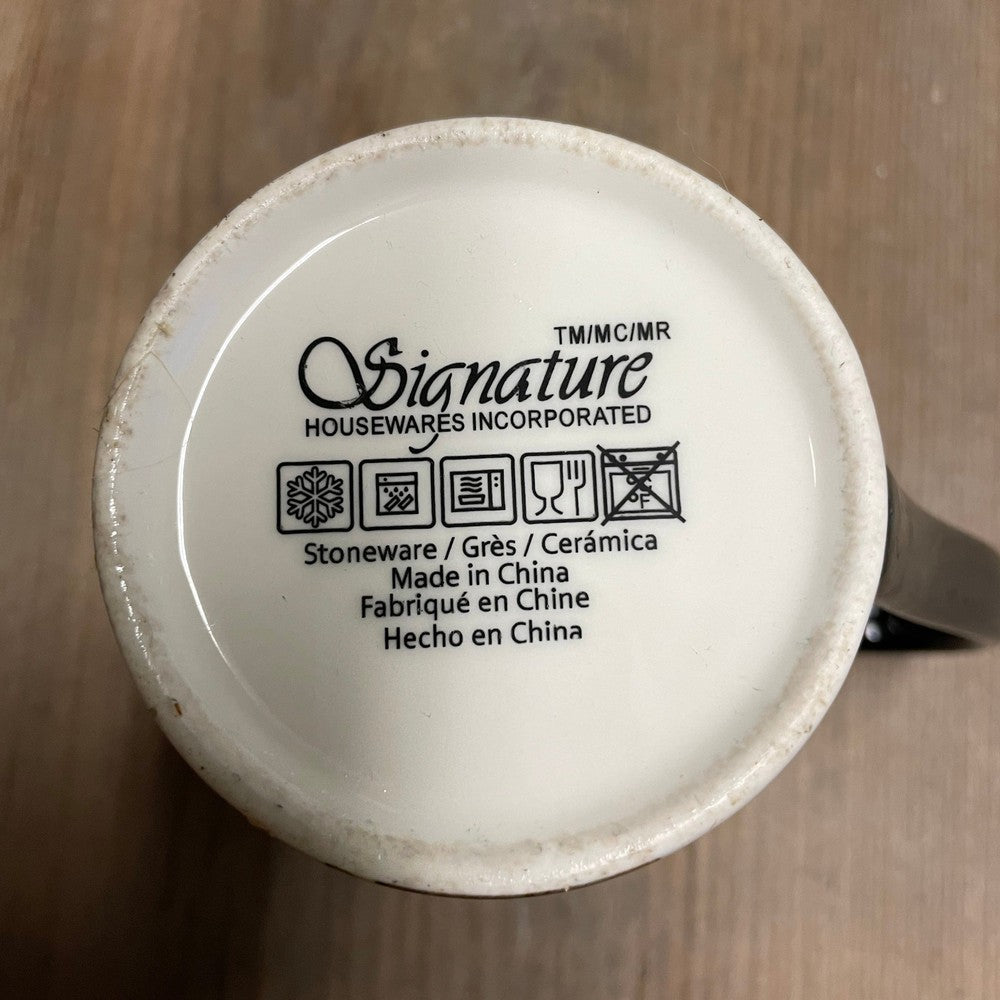 TM/MC/MR
Signature
HOUSEWARES INCORPORATED
°C
°F
Stoneware / Grès / Cerámica
Made in China
Fabriqué en Chine
Hecho en China